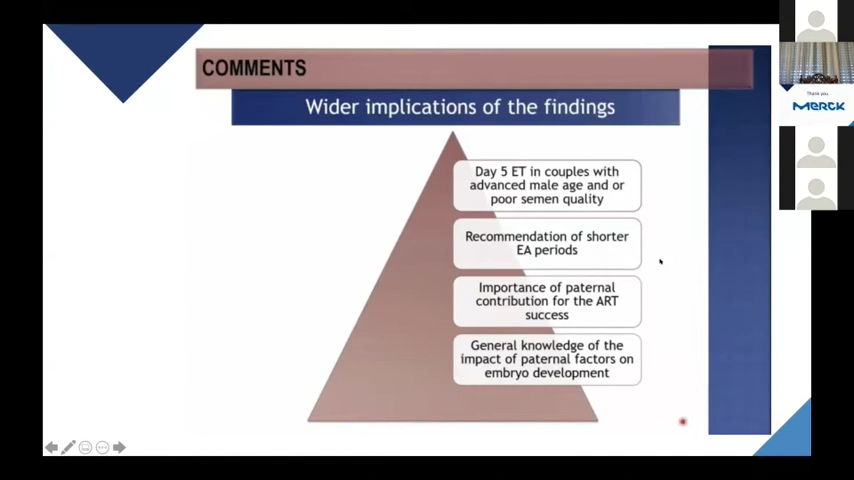 COMMENTS
Wider implications of the findings
Day 5 ET in couples with
advanced male age and or
poor semen quality
Recommendation of shorter
EA periods
Importance of paternal
contribution for the ART
success
General knowledge of the
impact of paternal factors on
embryo development
Thank you
MERCK